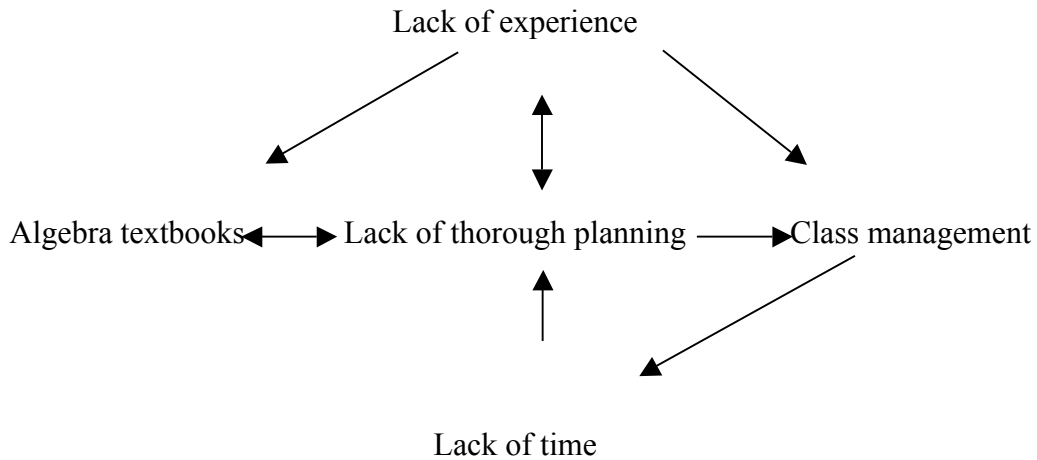 Lack of experience
Algebra textbooks Lack of thorough planning Class management
Lack of time